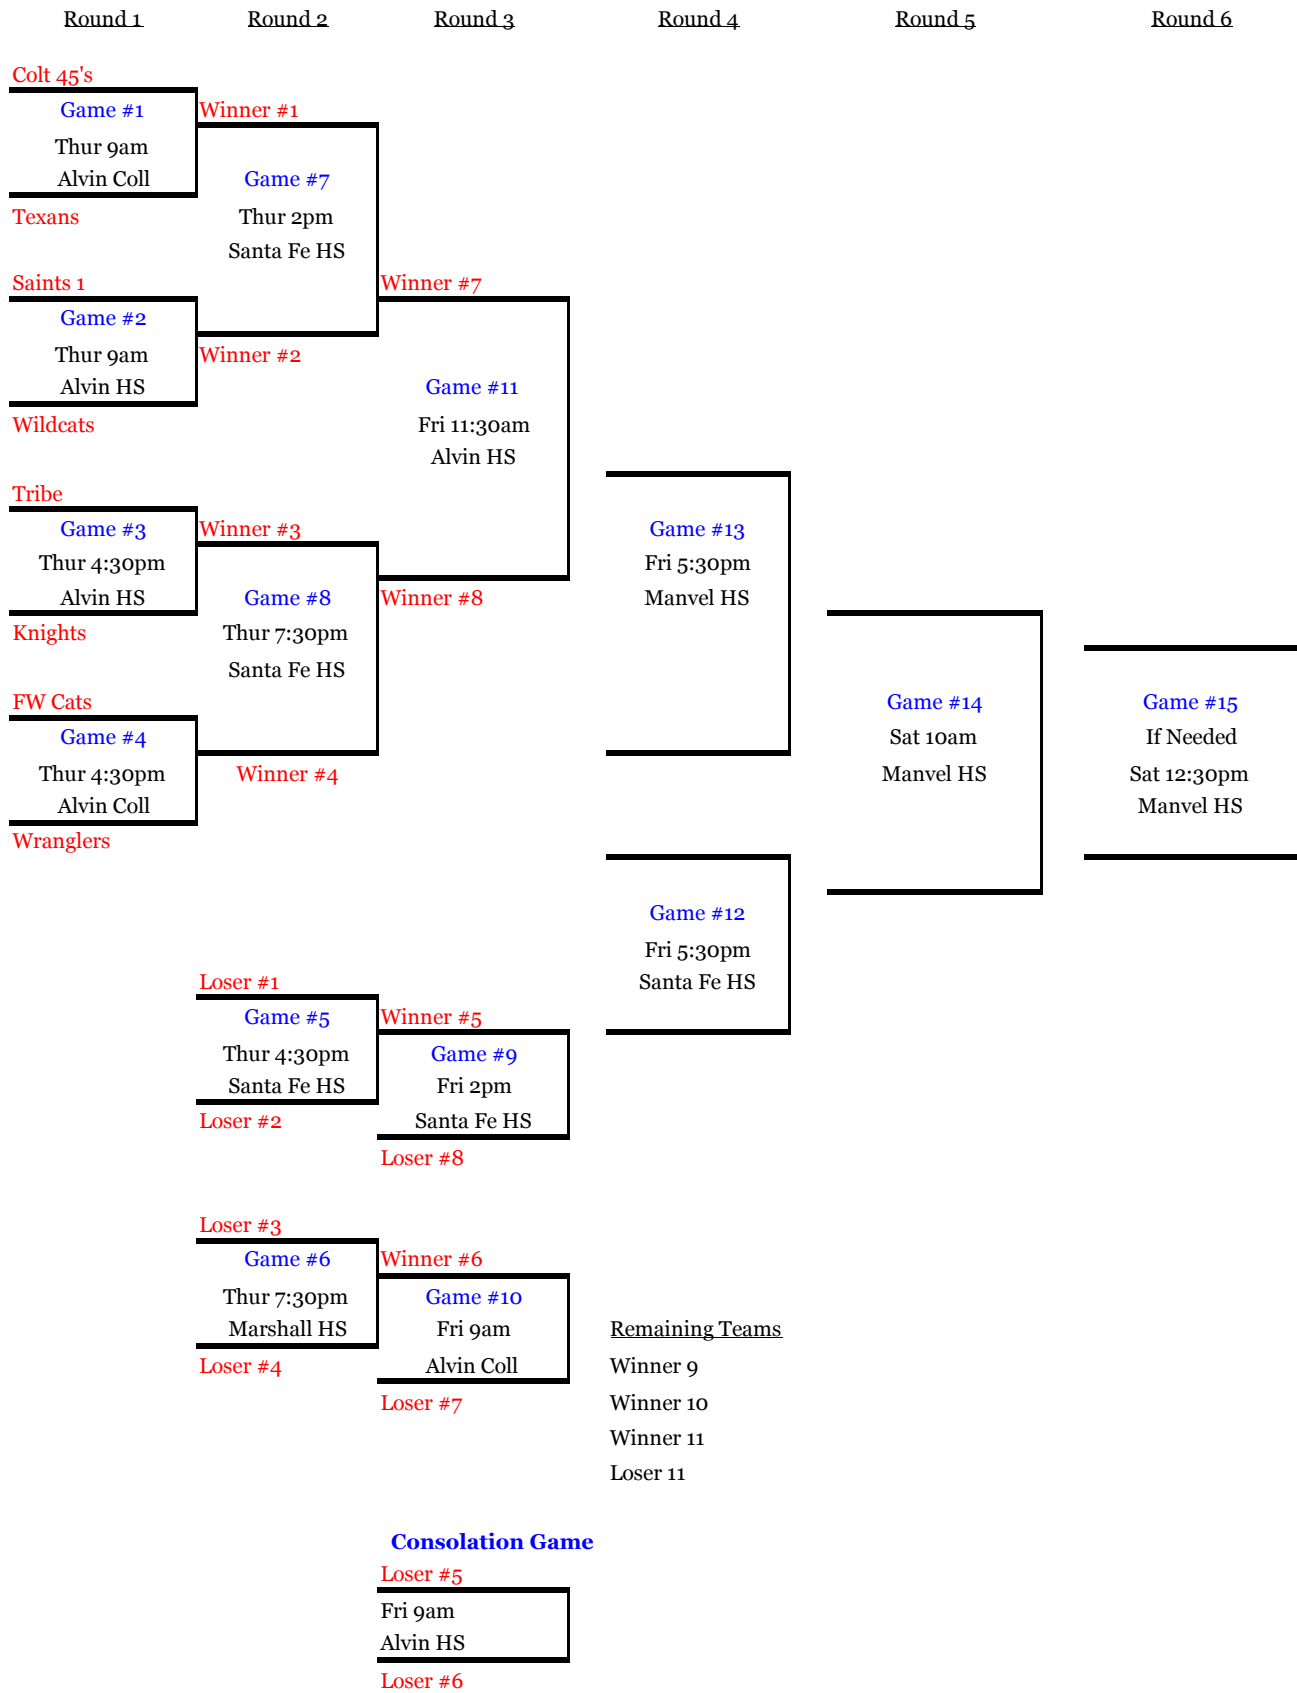 Round 1
Round 2
Round 3
Round 4
Round 5
Round 6
Colt 45's
Game #1
Thur 9am
Alvin Coll
Texans
Saints 1
Game #2
Thur 9am
Alvin HS
Wildcats
Tribe
Game #3
Thur 4:30pm
Alvin HS
Knights
FW Cats
Game #4
Thur 4:30pm
Alvin Coll
Wranglers
Winner #1
Game #7
Thur 2pm
Santa Fe HS
Winner #2
Winner #3
Game #8
Thur 7:30pm
Santa Fe HS
Winner #4
Loser #1
Game #5
Thur 4:30pm
Santa Fe HS
Loser #2
Loser #3
Game #6
Thur 7:30pm
Marshall HS
Loser #4
Winner #7
Game #11
Fri 11:30am
Alvin HS
Winner #8
Winner #5
Game #9
Fri 2pm
Santa Fe HS
Loser #8
Winner #6
Game #10
Fri 9am
Alvin Coll
Loser #7
Consolation Game
Loser #5
Fri 9am
Alvin HS
Loser #6
Game #13
Fri 5:30pm
Manvel HS
Game #12
Fri 5:30pm
Santa Fe HS
Remaining Teams
Winner 9
Winner 10
Winner 11
Loser 11
Game #14
Sat 10am
Manvel HS
Game #15
If Needed
Sat 12:30pm
Manvel HS